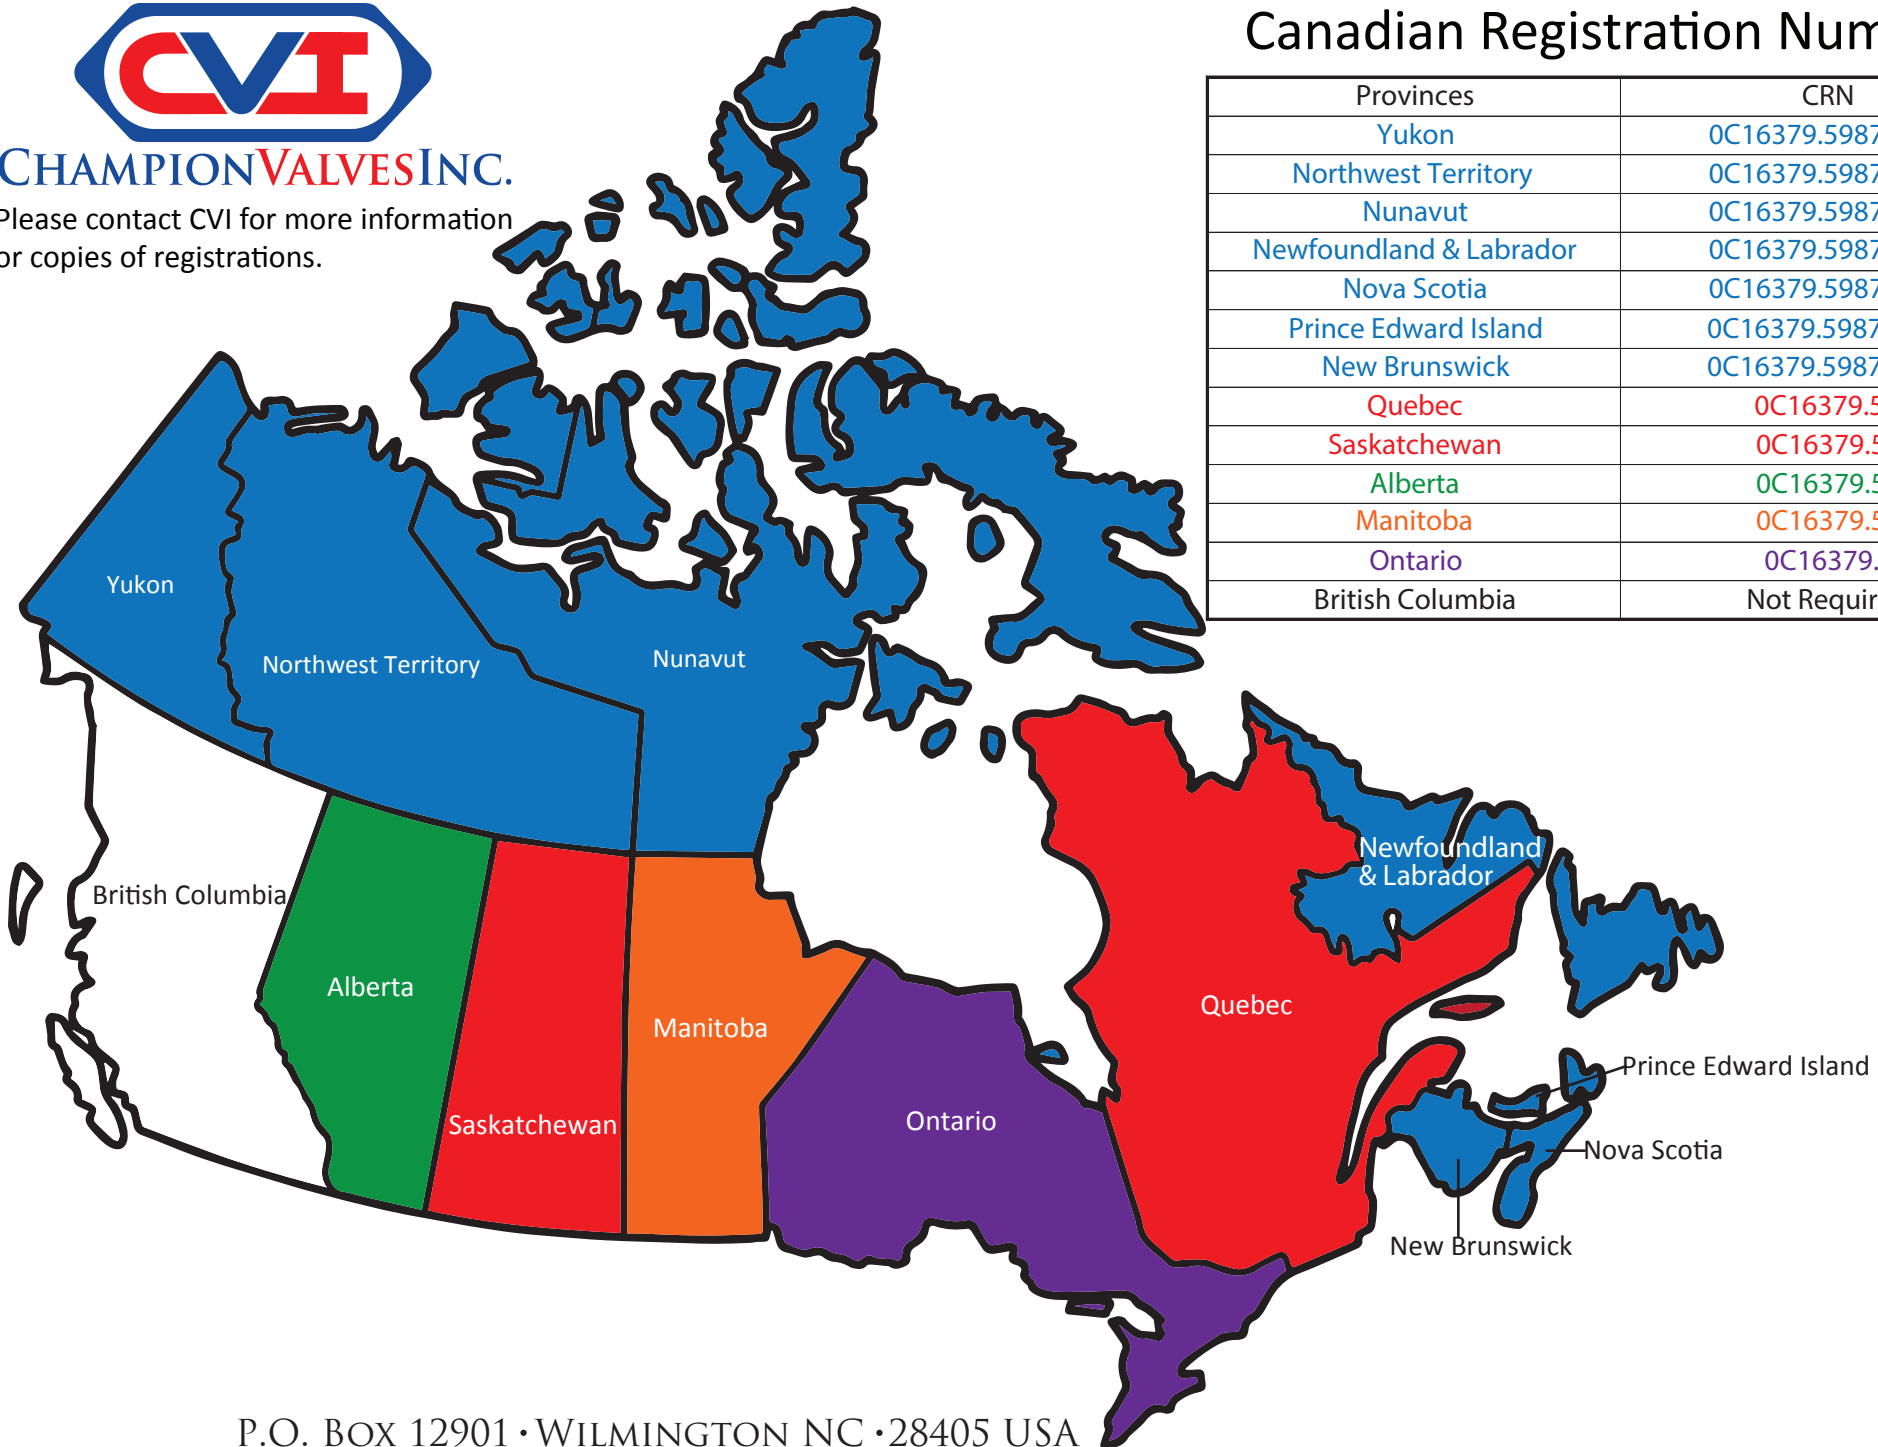 CVI
CHAMPIONVALVESINC.
Please contact CVI for more information
or copies of registrations.
Canadian Registration Num
Provinces CRN
Yukon 0C16379.5987
Northwest Territory 0C16379.5987
Nunavut 0C16379.5987
Newfoundland & Labrador 0C16379.5987
Nova Scotia 0C16379.5987
Prince Edward Island 0C16379.5987
New Brunswick 0C16379.5987
Quebec 0C16379.5
Saskatchewan 0C16379.5
Alberta 0C16379.5
Manitoba 0C16379.5
Ontario 0C16379.
British Columbia Not Requir
Yukon
Northwest Territory
Nunavut
Newfoundland
& Labrador
British Columbia
Alberta
Quebec
Manitoba
Prince Edward Island
Ontario
Saskatchewan
Nova Scotia
New Brunswick
P.O. BOX 12901 · WILMINGTON NC · 28405 USA